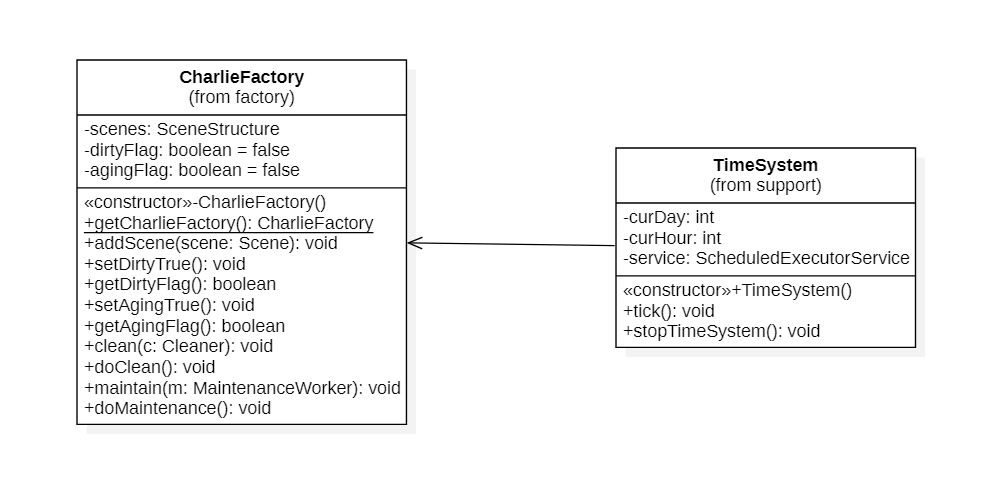 CharlieFactory
(from factory)
-scenes: SceneStructure
-dirtyFlag: boolean = false
-agingFlag: boolean = false
«constructor»-CharlieFactory()
+getCharlieFactory(): CharlieFactory
+addScene(scene: Scene): void
+setDirtyTrue(): void
+getDirtyFlag(): boolean
+setAgingTrue(): void
+getAgingFlag(): boolean
+clean(c: Cleaner): void
+doClean(): void
+maintain(m: MaintenanceWorker): void
+doMaintenance(): void
TimeSystem
(from support)
-curDay: int
-curHour: int
-service: ScheduledExecutorService
«constructor»+TimeSystem()
+tick(): void
+stopTimeSystem(): void